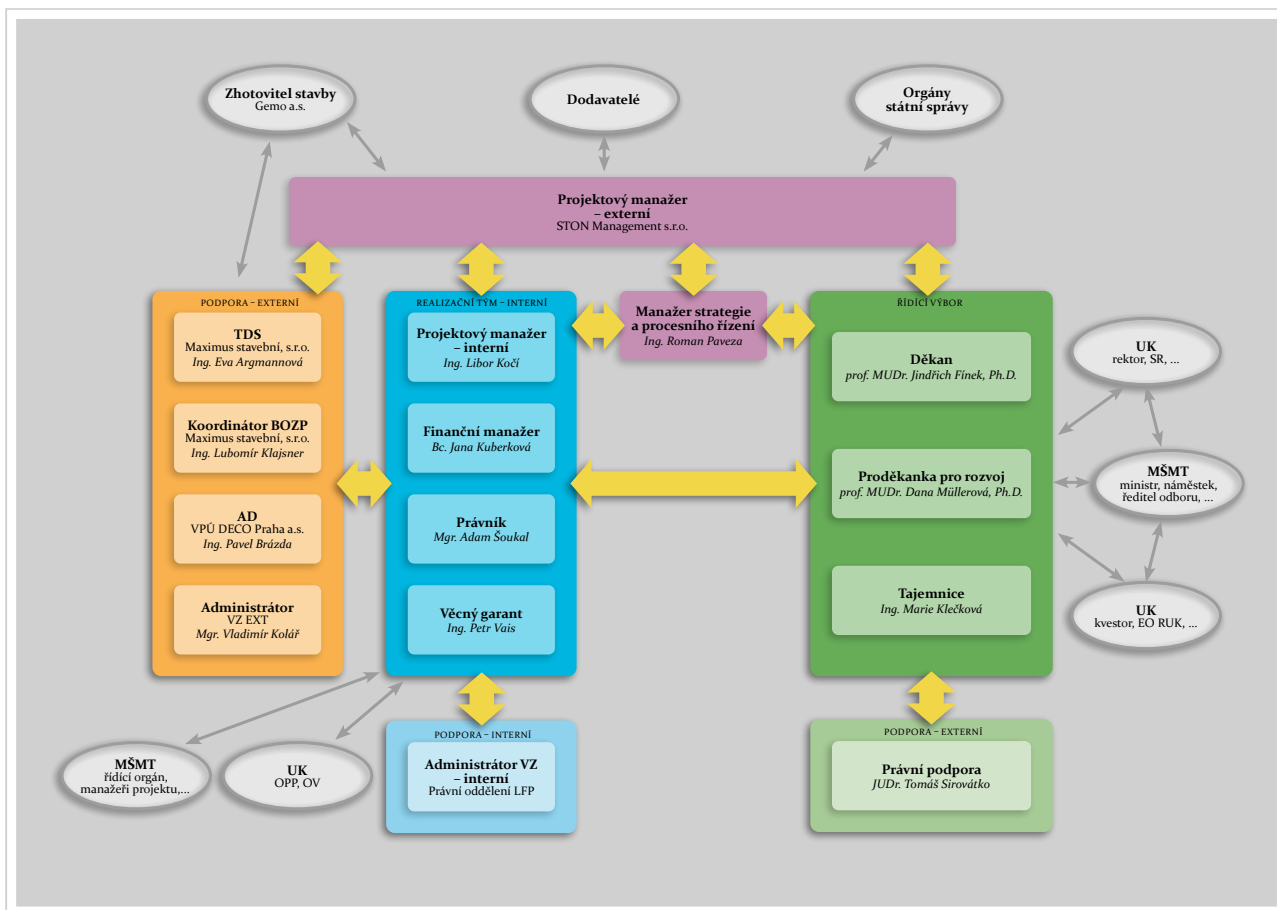 Zhotovitel stavby
Gemo a.s.
Dodavatelé
Orgány
státní správy
Projektový manažer
– externí
STON Management s.r.o.
PODPORA – EXTERNÍ
TDS
Maximus stavební, s.r.o.
Ing. Eva Argmannová
Koordinátor BOZP
Maximus stavební, s.r.o.
Ing. Lubomír Klajsner
AD
VPÚ DECO Praha a.s.
Ing. Pavel Brázda
Administrátor
VZ EXT
Mgr. Vladimír Kolář
REALIZAČNÍ TÝM – INTERNÍ
Projektový manažer
– interní
Ing. Libor Kočí
Finanční manažer
Bc. Jana Kuberková
Právník
Mgr. Adam Šoukal
Věcný garant
Ing. Petr Vais
Manažer strategie
a procesního řízení
Ing. Roman Paveza
ŘÍDÍCÍ VÝBOR
Děkan
prof. MUDr. Jindřich Fínek, Ph.D.
Proděkanka pro rozvoj
prof. MUDr. Dana Müllerová, Ph.D.
Tajemnice
Ing. Marie Klečková
UK
rektor, SR, ...
MŠMT
ministr, náměstek,
ředitel odboru, ...
UK
kvestor, EO RUK, ...
MŠMT
řídící orgán,
manažeři projektu,...
UK
OPP, OV
PODPORA – INTERNÍ
Administrátor VZ
– interní
Právní oddělení LFP
PODPORA – EXTERNÍ
Právní podpora
JUDr. Tomáš Sirovátko